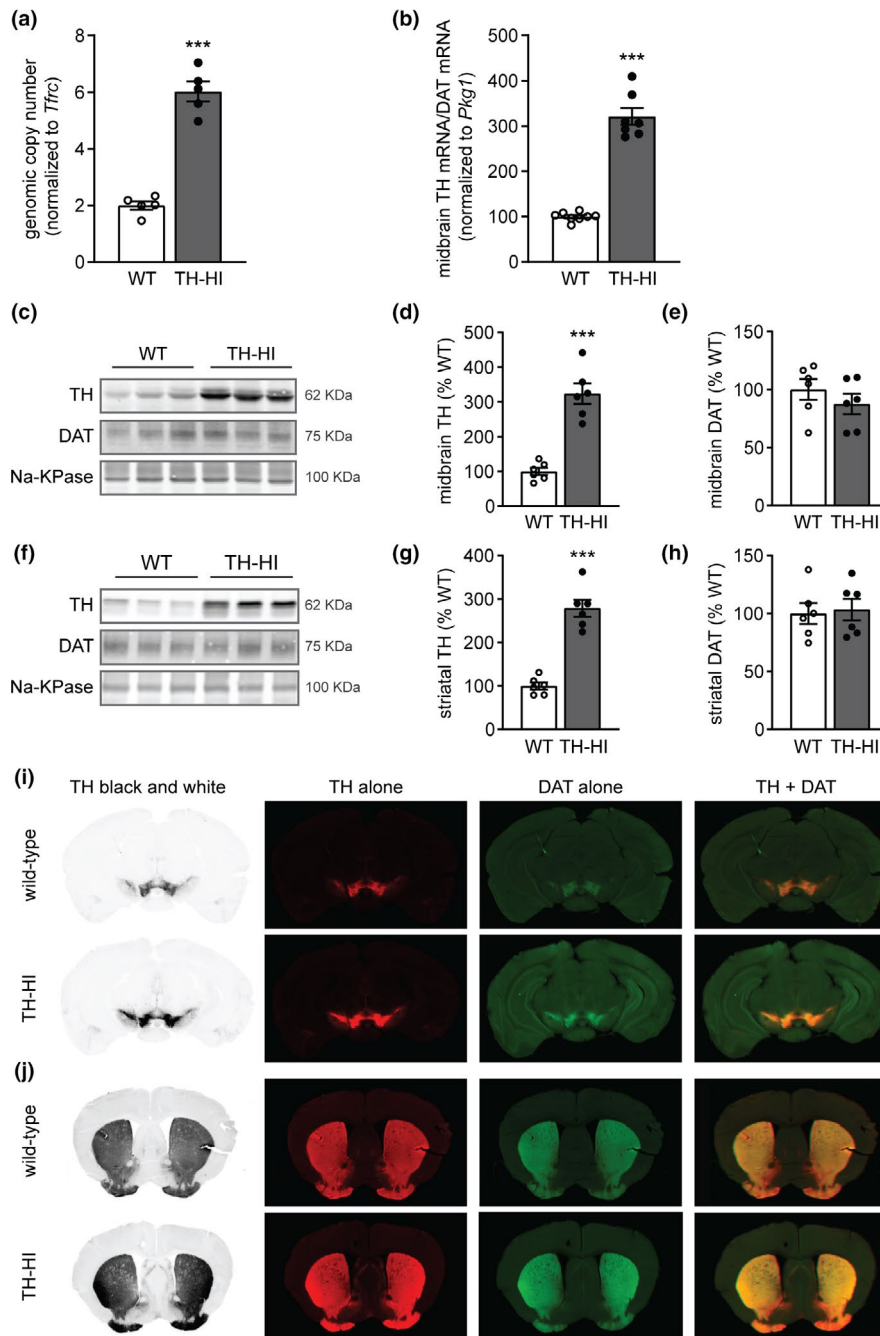 (a)
genomic copy number
(normalized to Tfrc)
8
6
4
2
0
***
WT
TH-HI
(b)
midbrain TH mRNA/DAT mRNA
(normalized to Pkg1)
500
400
300
200
100
0
***
WT
TH-HI
(c)
WT
TH-HI
TH
62 KDa
DAT
75 KDa
Na-KPase
100 KDa
(d)
midbrain TH (% WT)
500
400
300
200
100
0
***
WT
TH-HI
(e)
midbrain DAT (% WT)
150
100
50
0
WT
TH-HI
(f)
WT
TH-HI
TH
62 KDa
DAT
75 KDa
Na-KPase
100 KDa
(g)
striatal TH (% WT)
400
300
200
100
0
***
WT
TH-HI
(h)
striatal DAT (% WT)
150
100
50
0
WT
TH-HI
(i)
TH black and white
TH alone
DAT alone
TH + DAT
wild-type
TH-HI
(j)
wild-type
TH-HI